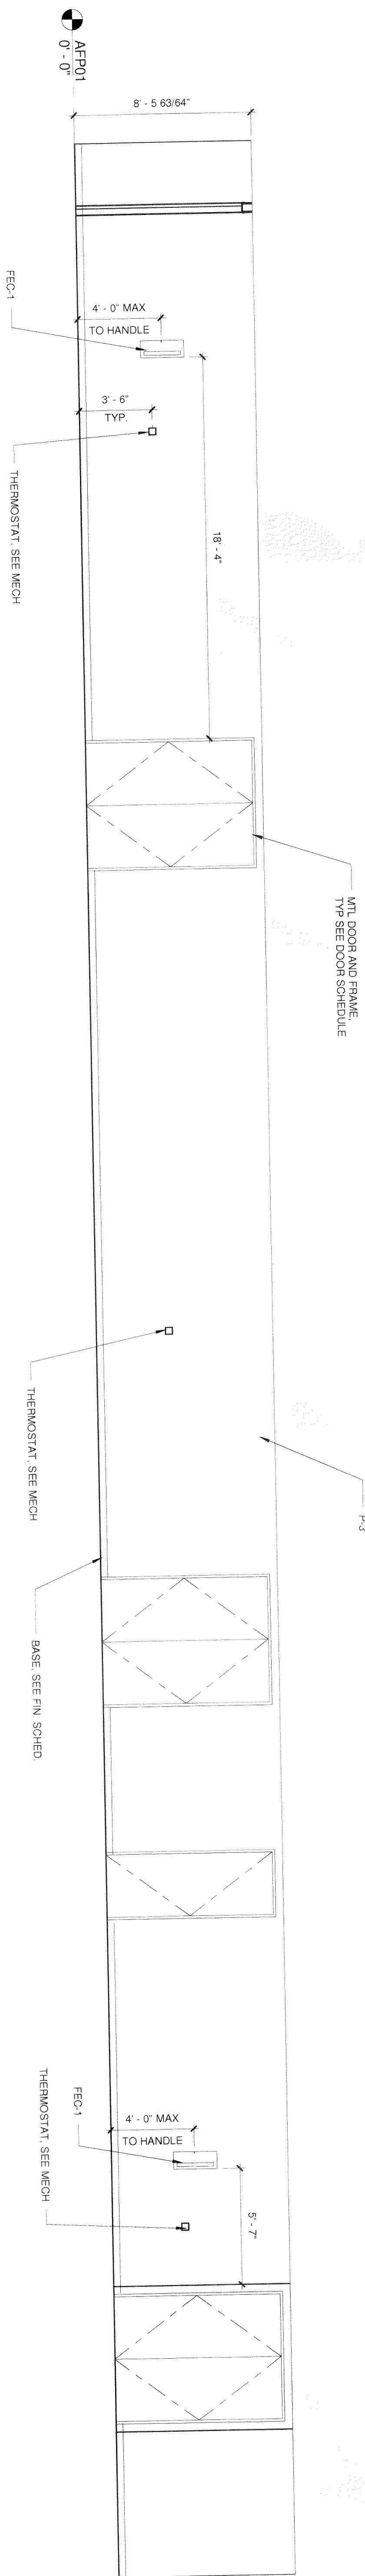 AFP01
0' - 0"
8' - 5 63/64"
FEC-1
4' - 0" MAX
TO HANDLE
3' - 6"
TYP.
THERMOSTAT, SEE MECH
18' - 4"
MTL DOOR AND FRAME,
TYP SEE DOOR SCHEDULE
THERMOSTAT, SEE MECH
P-3
BASE, SEE FIN. SCHED.
THERMOSTAT, SEE MECH
FEC-1
4' - 0" MAX
TO HANDLE
5' - 7"